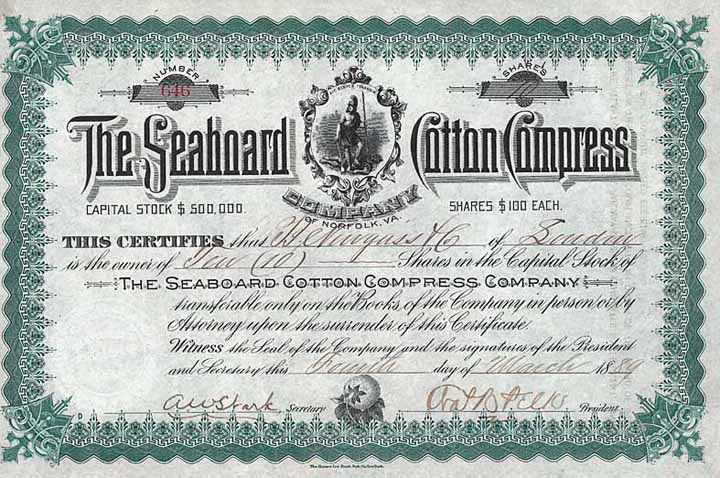 NUMBER
646
SHARES
10
The Seaboard Cotton Compress
COMPANY
OF NORFOLK, VA.
CAPITAL STOCK $ 500,000.
SHARES $ 100 EACH.
THIS CERTIFIES that B. Newgass & Co of London
is the owner of Ten (10) Shares in the Capital Stock of
THE SEABOARD COTTON COMPRESS COMPANY
transferable only on the Books of the Company in person or by
Attorney upon the surrender of this Certificate.
Witness the Seal of the Company and the signatures of the President
and Secretary this Fourth day of March 1889
A W Stark Secretary
President.